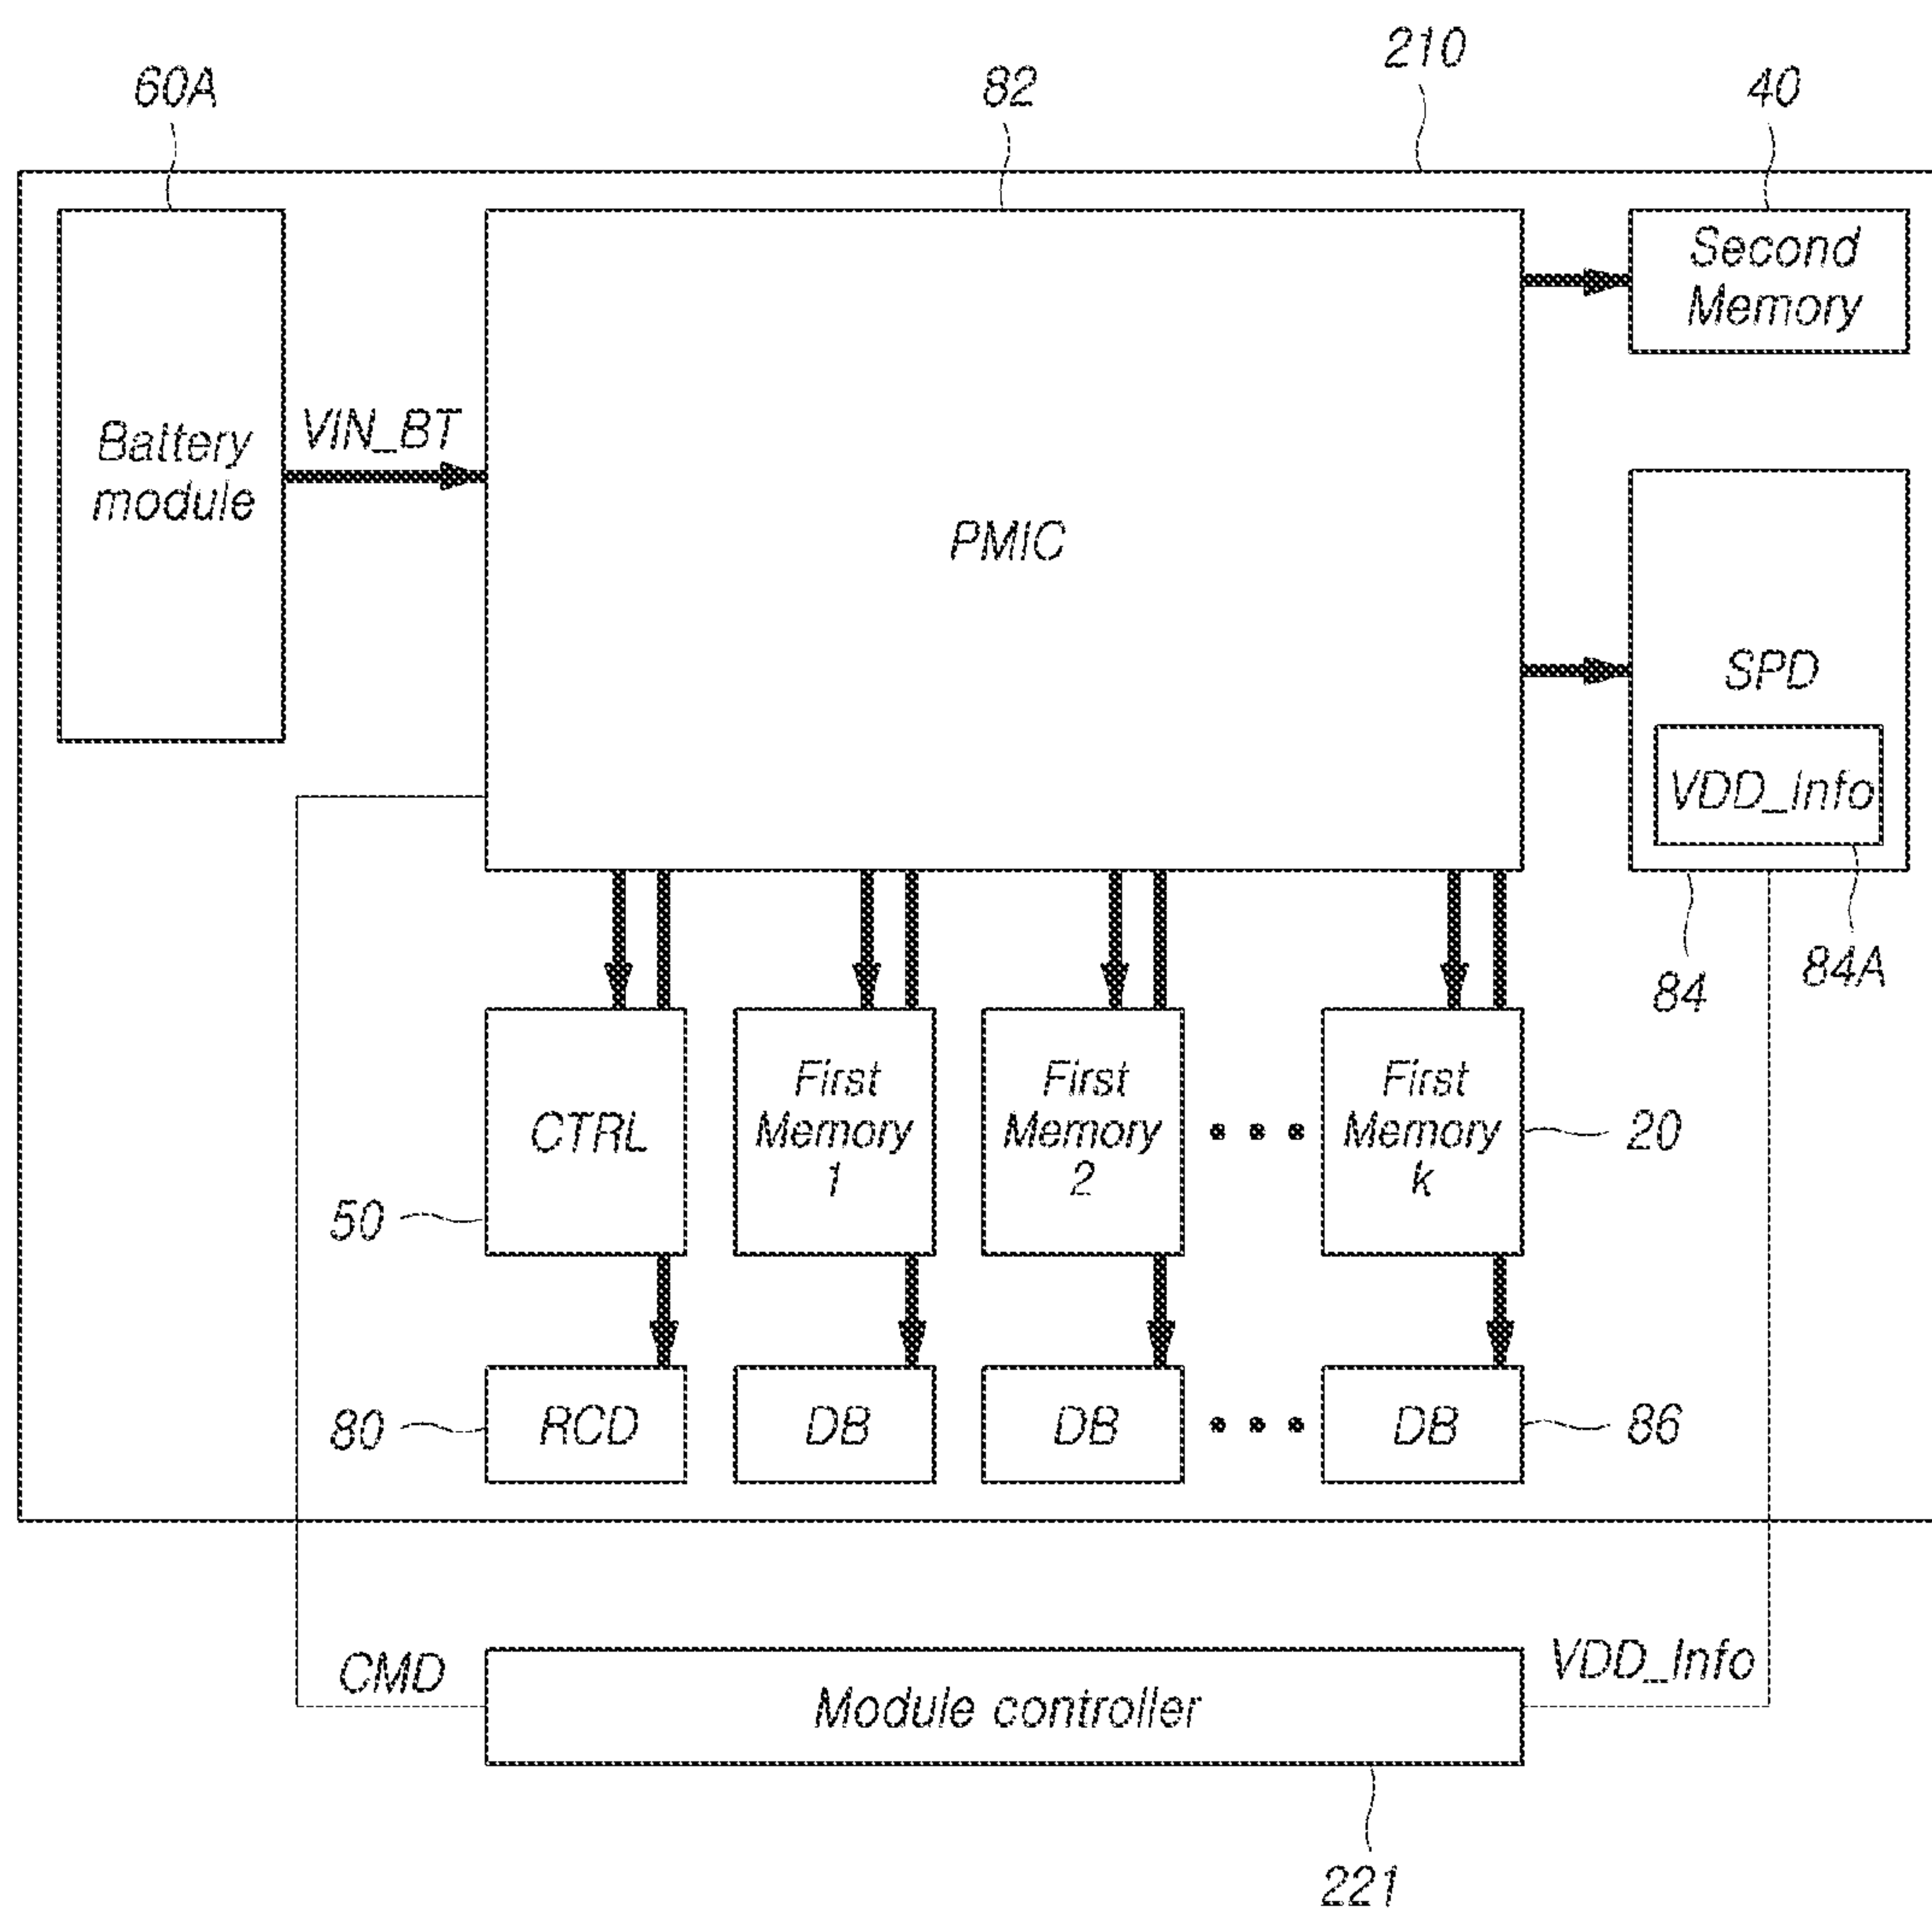 210
60A
82
40
Second
Memory
VIN_BT
Battery
module
PMIC
SPD
VDD_Info
84A
84
CTRL
First
Memory
1
First
Memory
2
First
Memory
k
20
50
RCD
DB
DB
DB
80
86
CMD
Module controller
VDD_Info
221